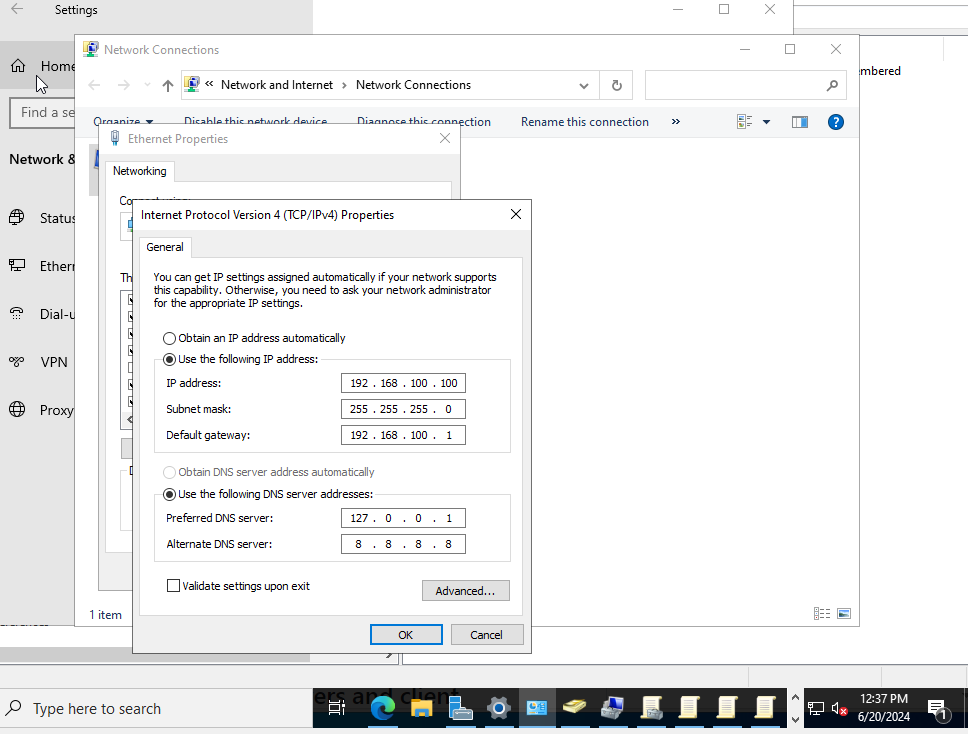 Settings
Home
Find a se
Network &
Status
Ethern
Dial-u
VPN
Proxy
Network Connections
« Network and Internet › Network Connections
Organize
Disable this network device
Diagnose this connection
Rename this connection
»
?
embered
Ethernet Properties
Networking
Th
Internet Protocol Version 4 (TCP/IPv4) Properties
General
You can get IP settings assigned automatically if your network supports
this capability. Otherwise, you need to ask your network administrator
for the appropriate IP settings.
Obtain an IP address automatically
Use the following IP address:
IP address: 192 . 168 . 100 . 100
Subnet mask: 255 . 255 . 255 . 0
Default gateway: 192 . 168 . 100 . 1
Obtain DNS server address automatically
Use the following DNS server addresses:
Preferred DNS server: 127 . 0 . 0 . 1
Alternate DNS server: 8 . 8 . 8 . 8
Validate settings upon exit
Advanced...
OK
Cancel
1 item
ers and client
Type here to search
12:37 PM
6/20/2024
1